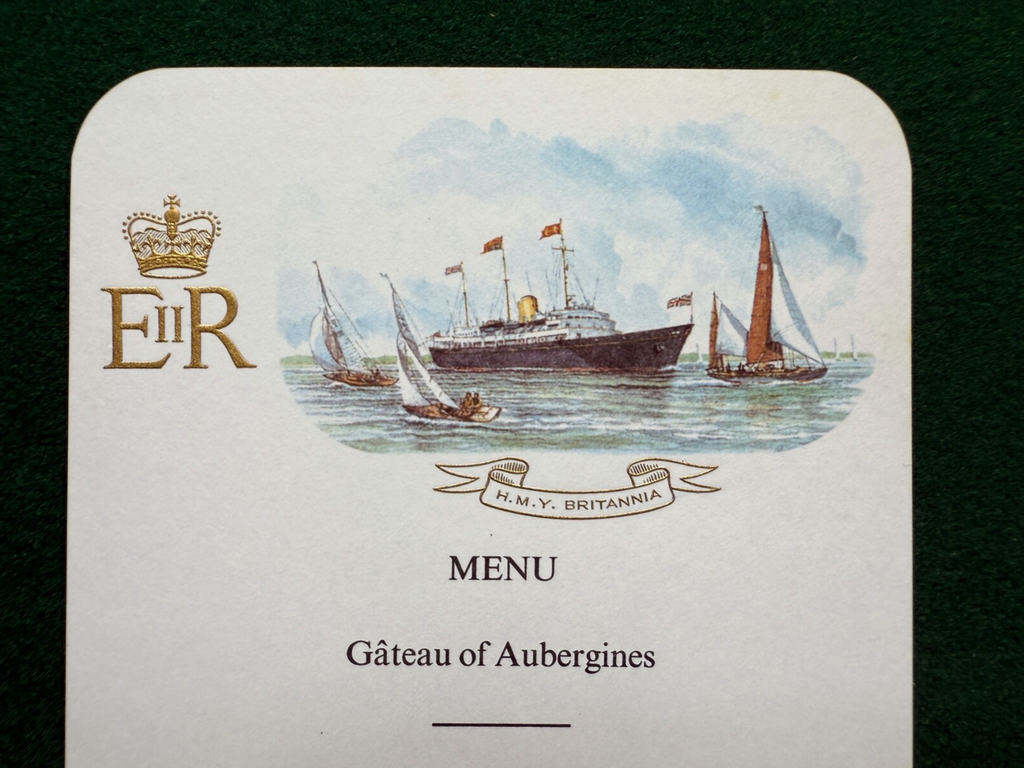 EIIR
H.M.Y. BRITANNIA
MENU
Gâteau of Aubergines